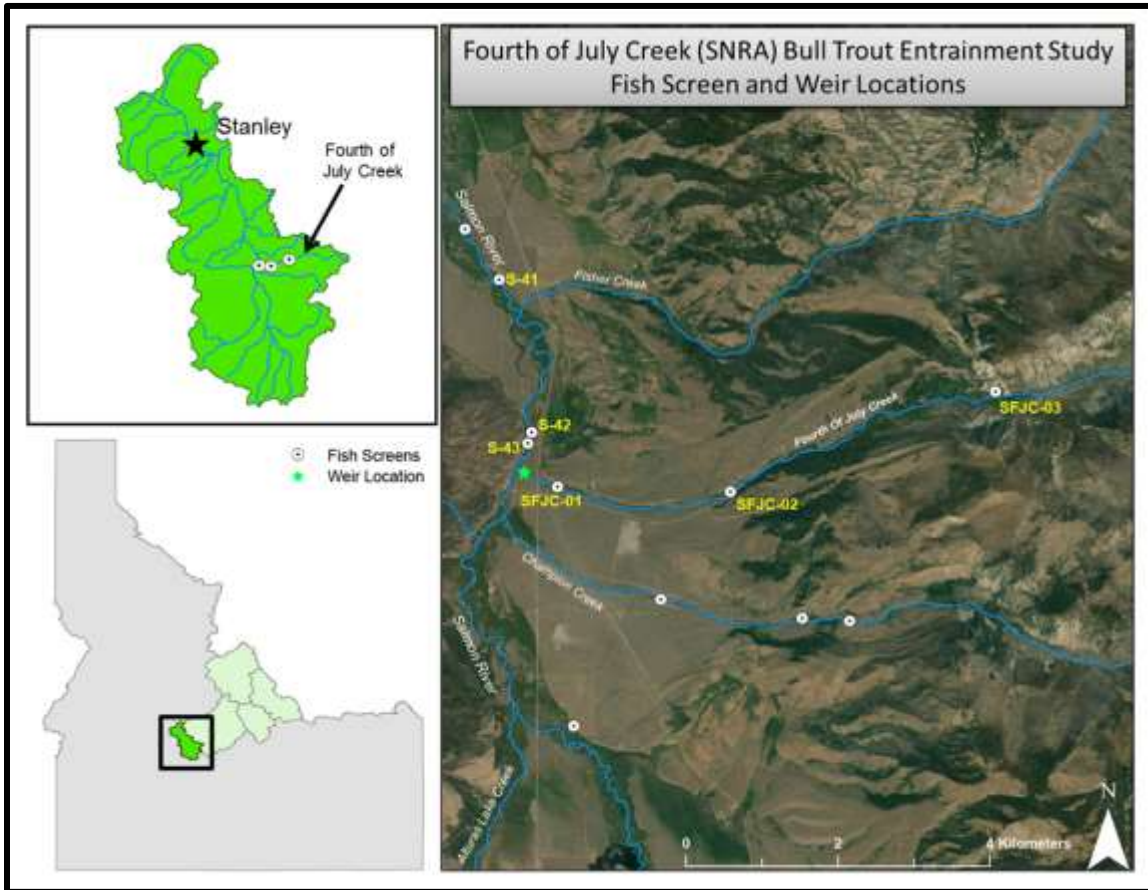 Stanley
Fourth of
July Creek
Fish Screens
Weir Location
Fourth of July Creek (SNRA) Bull Trout Entrainment Study
Fish Screen and Weir Locations
Salmon River
S-41
Fisher Creek
S-42
S-43
SFJC-03
Fourth Of July Creek
SFJC-01
SFJC-02
Champion Creek
Salmon River
Alturas Lake Creek
N
0 2 4 Kilometers